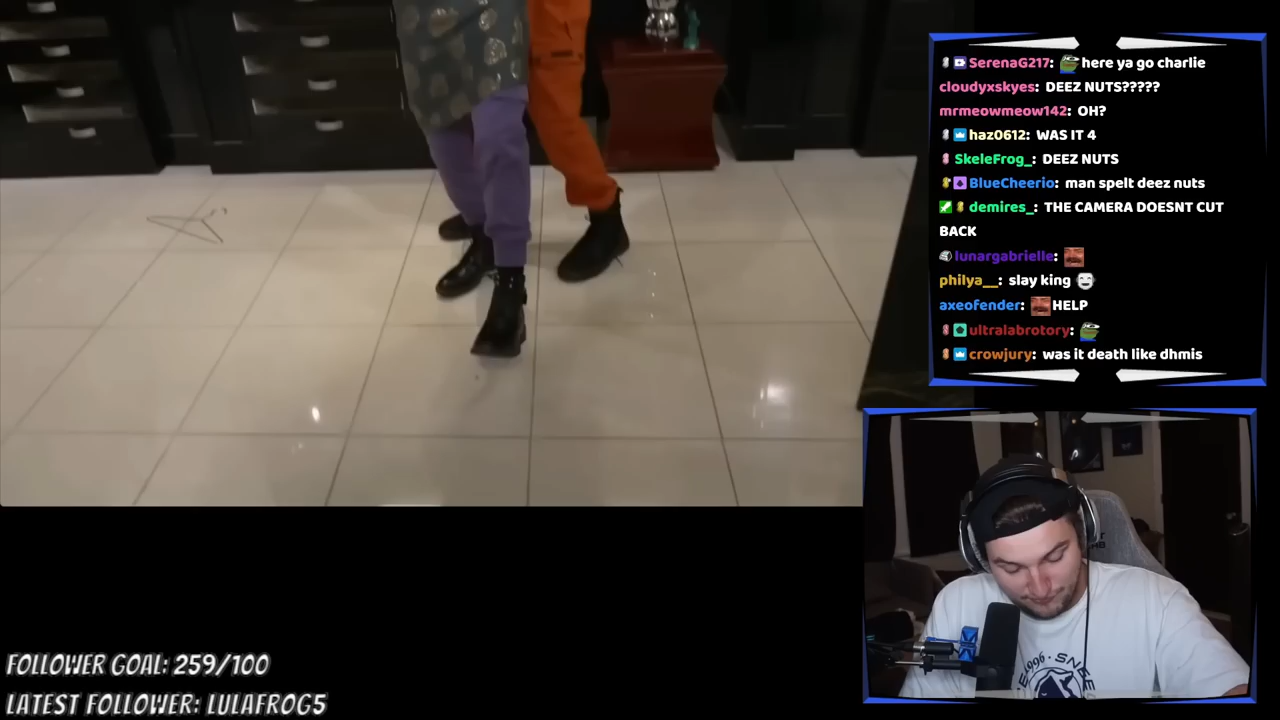 SerenaG217: here ya go charlie
cloudyxskyes: DEEZ NUTS?????
mrmeowmeow142: OH?
haz0612: WAS IT 4
SkeleFrog_: DEEZ NUTS
BlueCheerio: man spelt deez nuts
demires_: THE CAMERA DOESNT CUT
BACK
lunargabrielle:
philya__: slay king
axeofender: HELP
ultralabrotory:
crowjury: was it death like dhmis
1996 · SNEE
FOLLOWER GOAL: 259/100
LATEST FOLLOWER: LULAFROG5